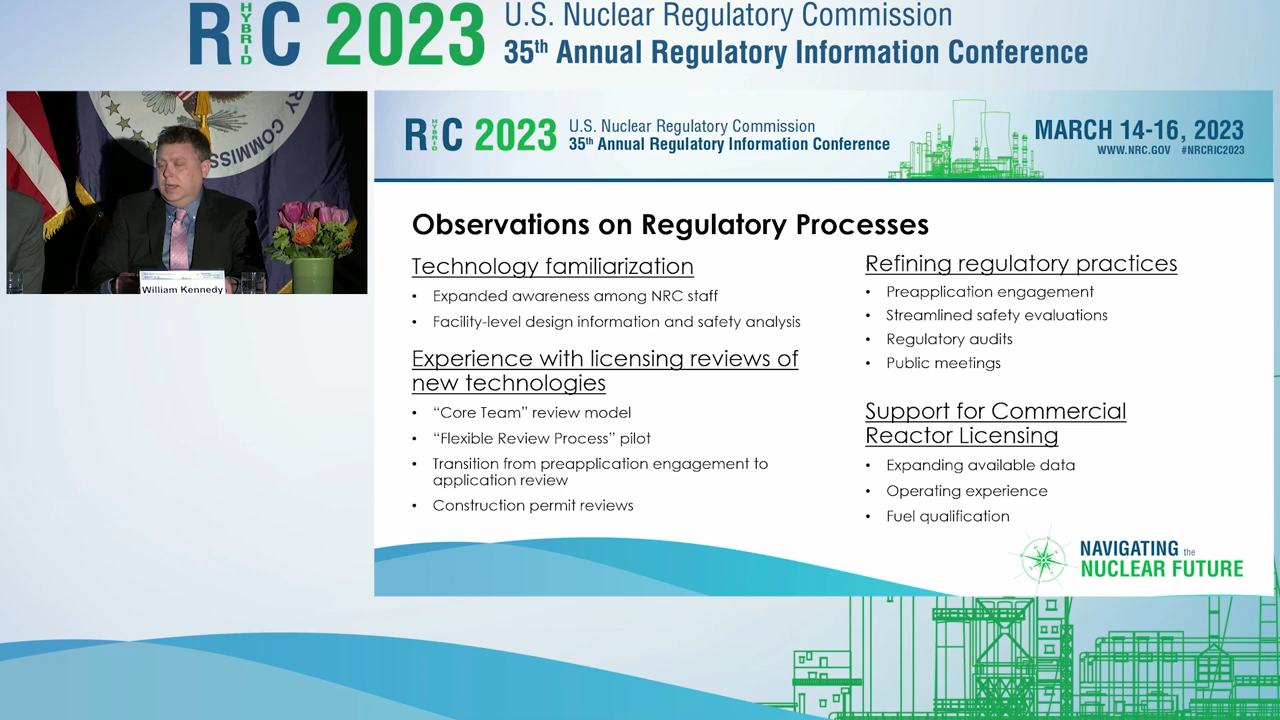 RIC 2023
HYBRID
U.S. Nuclear Regulatory Commission
35th Annual Regulatory Information Conference
RY COMMISS
William Kennedy
RIC 2023
HYBRID
U.S. Nuclear Regulatory Commission
35th Annual Regulatory Information Conference
MARCH 14-16, 2023
WWW.NRC.GOV #NRCRIC2023
Observations on Regulatory Processes
Technology familiarization
• Expanded awareness among NRC staff
• Facility-level design information and safety analysis
Experience with licensing reviews of
new technologies
• “Core Team” review model
• “Flexible Review Process” pilot
• Transition from preapplication engagement to
application review
• Construction permit reviews
Refining regulatory practices
• Preapplication engagement
• Streamlined safety evaluations
• Regulatory audits
• Public meetings
Support for Commercial
Reactor Licensing
• Expanding available data
• Operating experience
• Fuel qualification
NAVIGATING the
NUCLEAR FUTURE